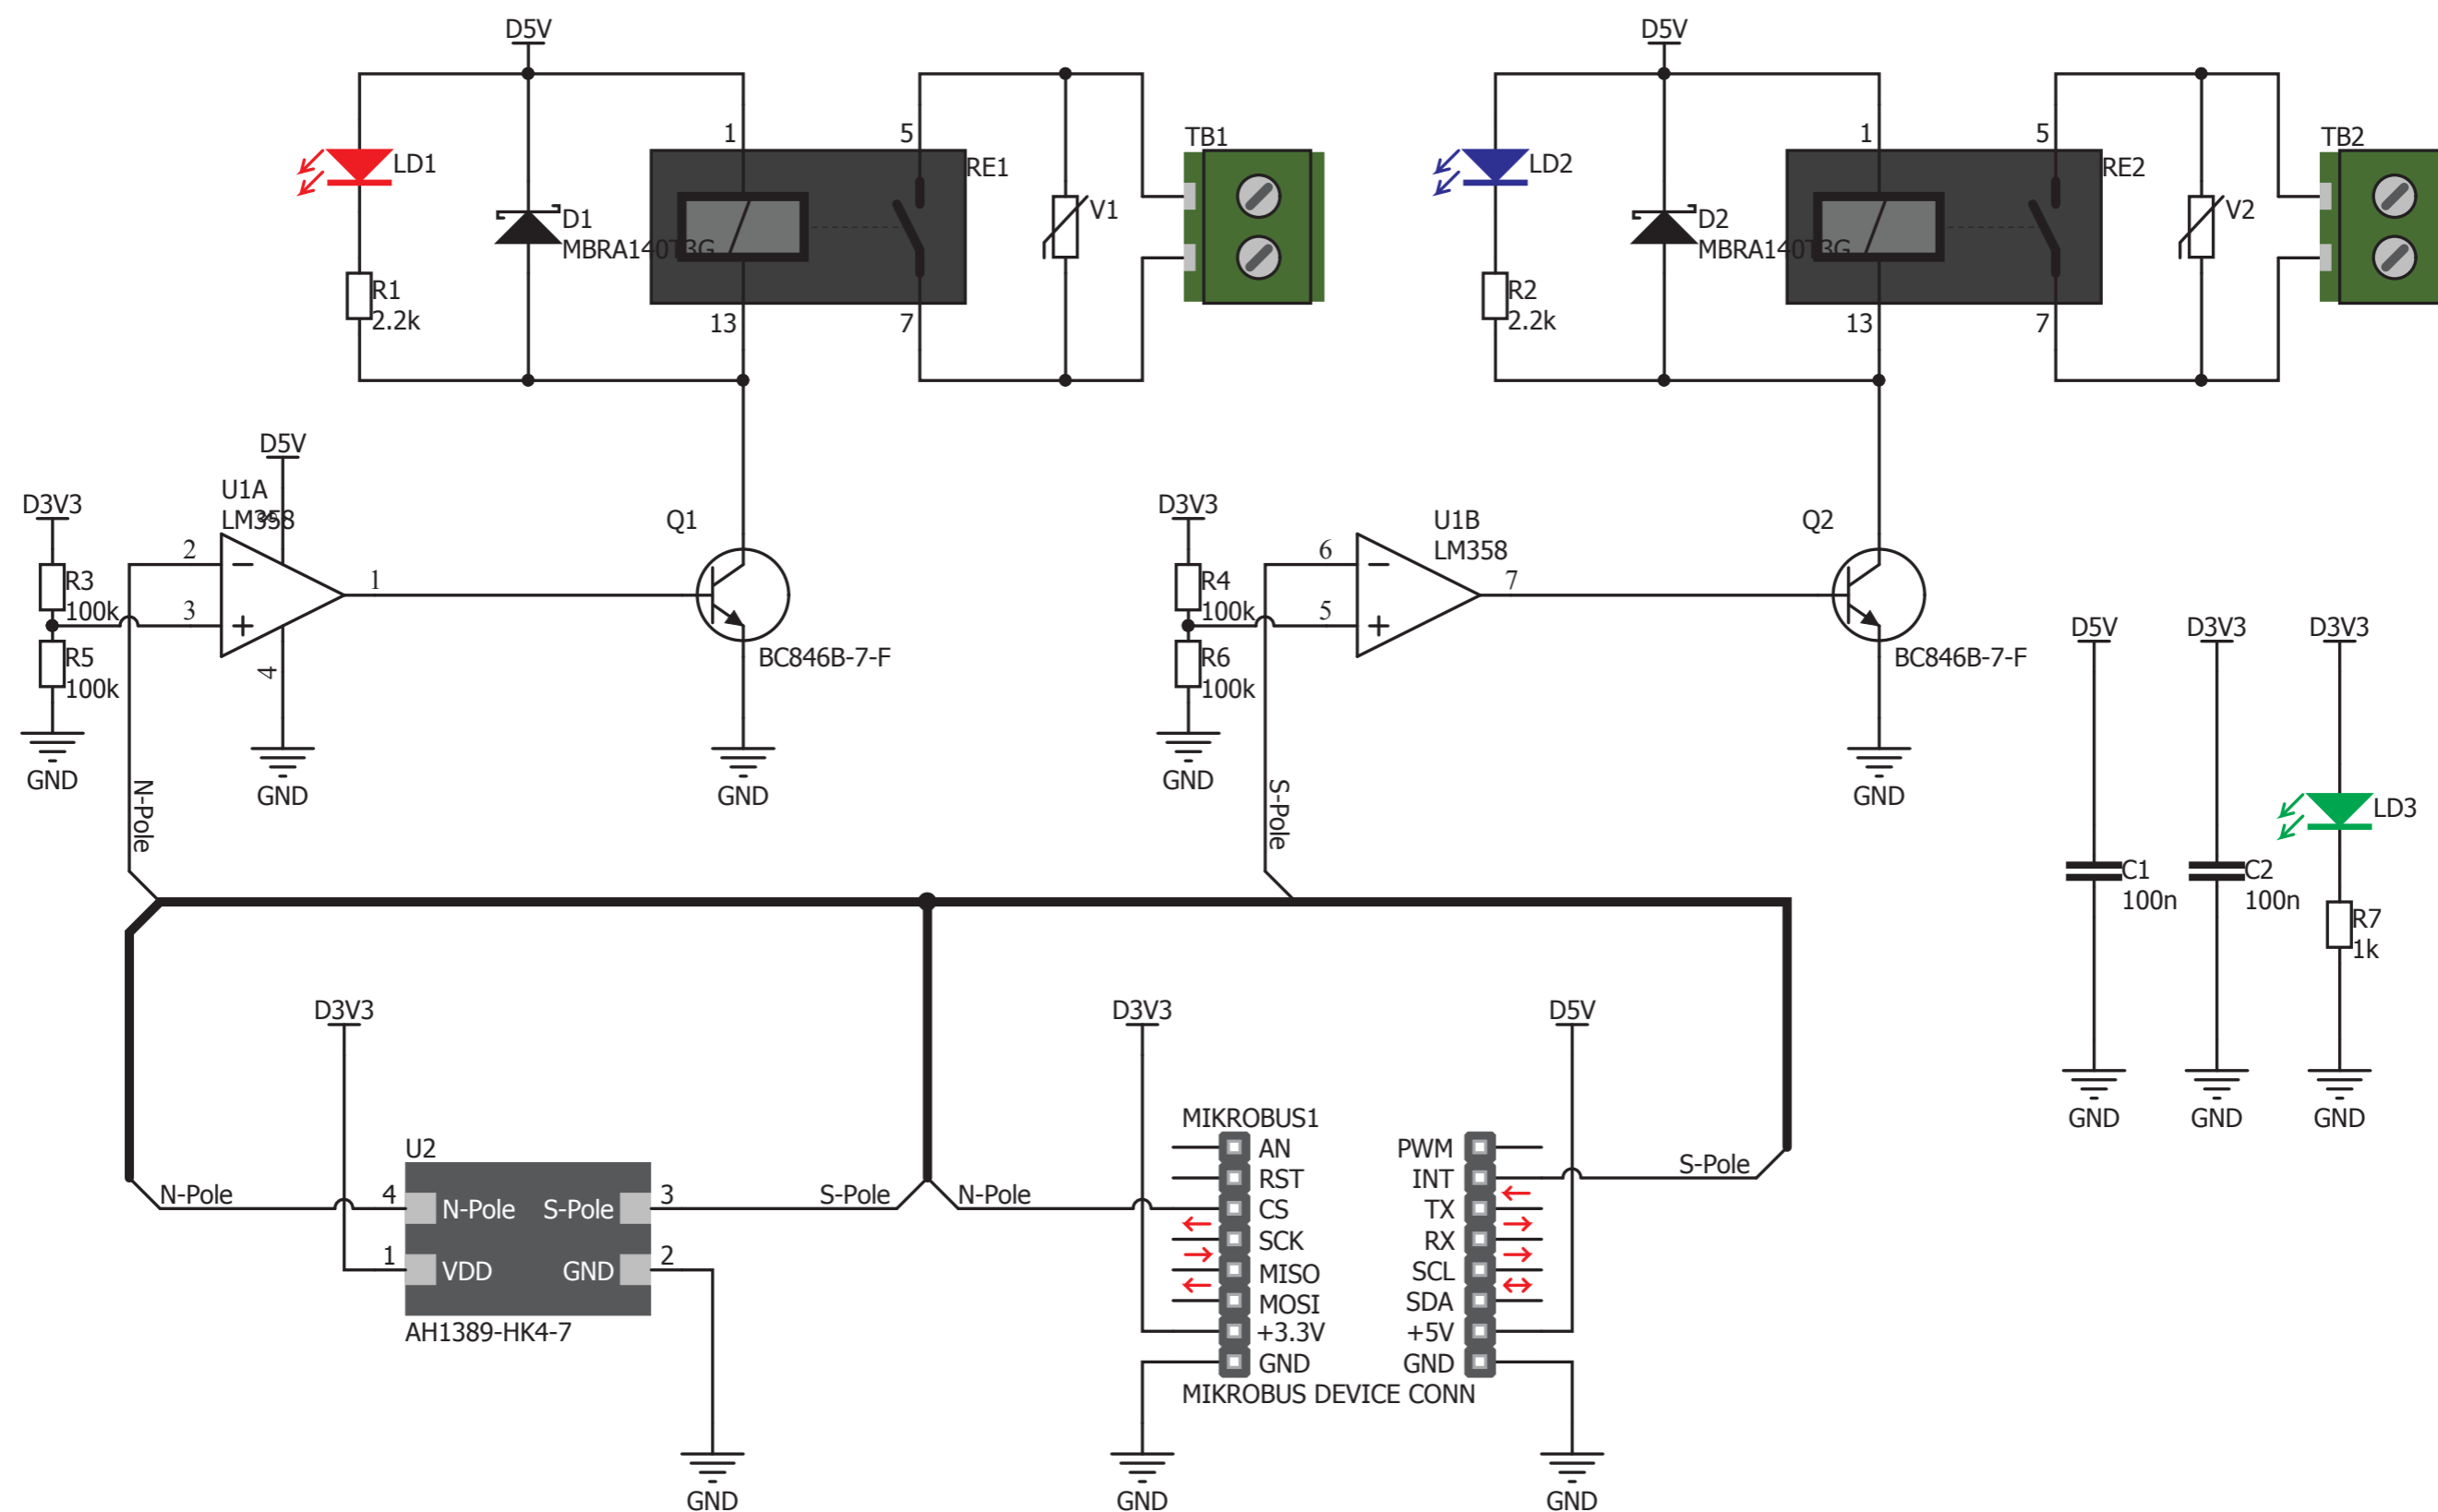 D5V
LD1
R1
2.2k
D1
MBRA140T3G
1
13
5
7
RE1
V1
TB1
D5V
LD2
R2
2.2k
D2
MBRA140T3G
1
13
5
7
RE2
V2
TB2
D3V3
R3
100k
R5
100k
GND
D5V
U1A
LM358
8
2
3
1
4
GND
N-Pole
Q1
BC846B-7-F
GND
D3V3
R4
100k
R6
100k
GND
U1B
LM358
6
5
7
S-Pole
Q2
BC846B-7-F
GND
D5V
C1
100n
GND
D3V3
C2
100n
GND
D3V3
LD3
R7
1k
GND
D3V3
U2
N-Pole
4
N-Pole
S-Pole
3
S-Pole
1
VDD
GND
2
AH1389-HK4-7
GND
D3V3
D5V
MIKROBUS1
N-Pole
S-Pole
AN
PWM
RST
INT
CS
TX
SCK
RX
MISO
SCL
MOSI
SDA
+3.3V
+5V
GND
GND
MIKROBUS DEVICE CONN
GND
GND